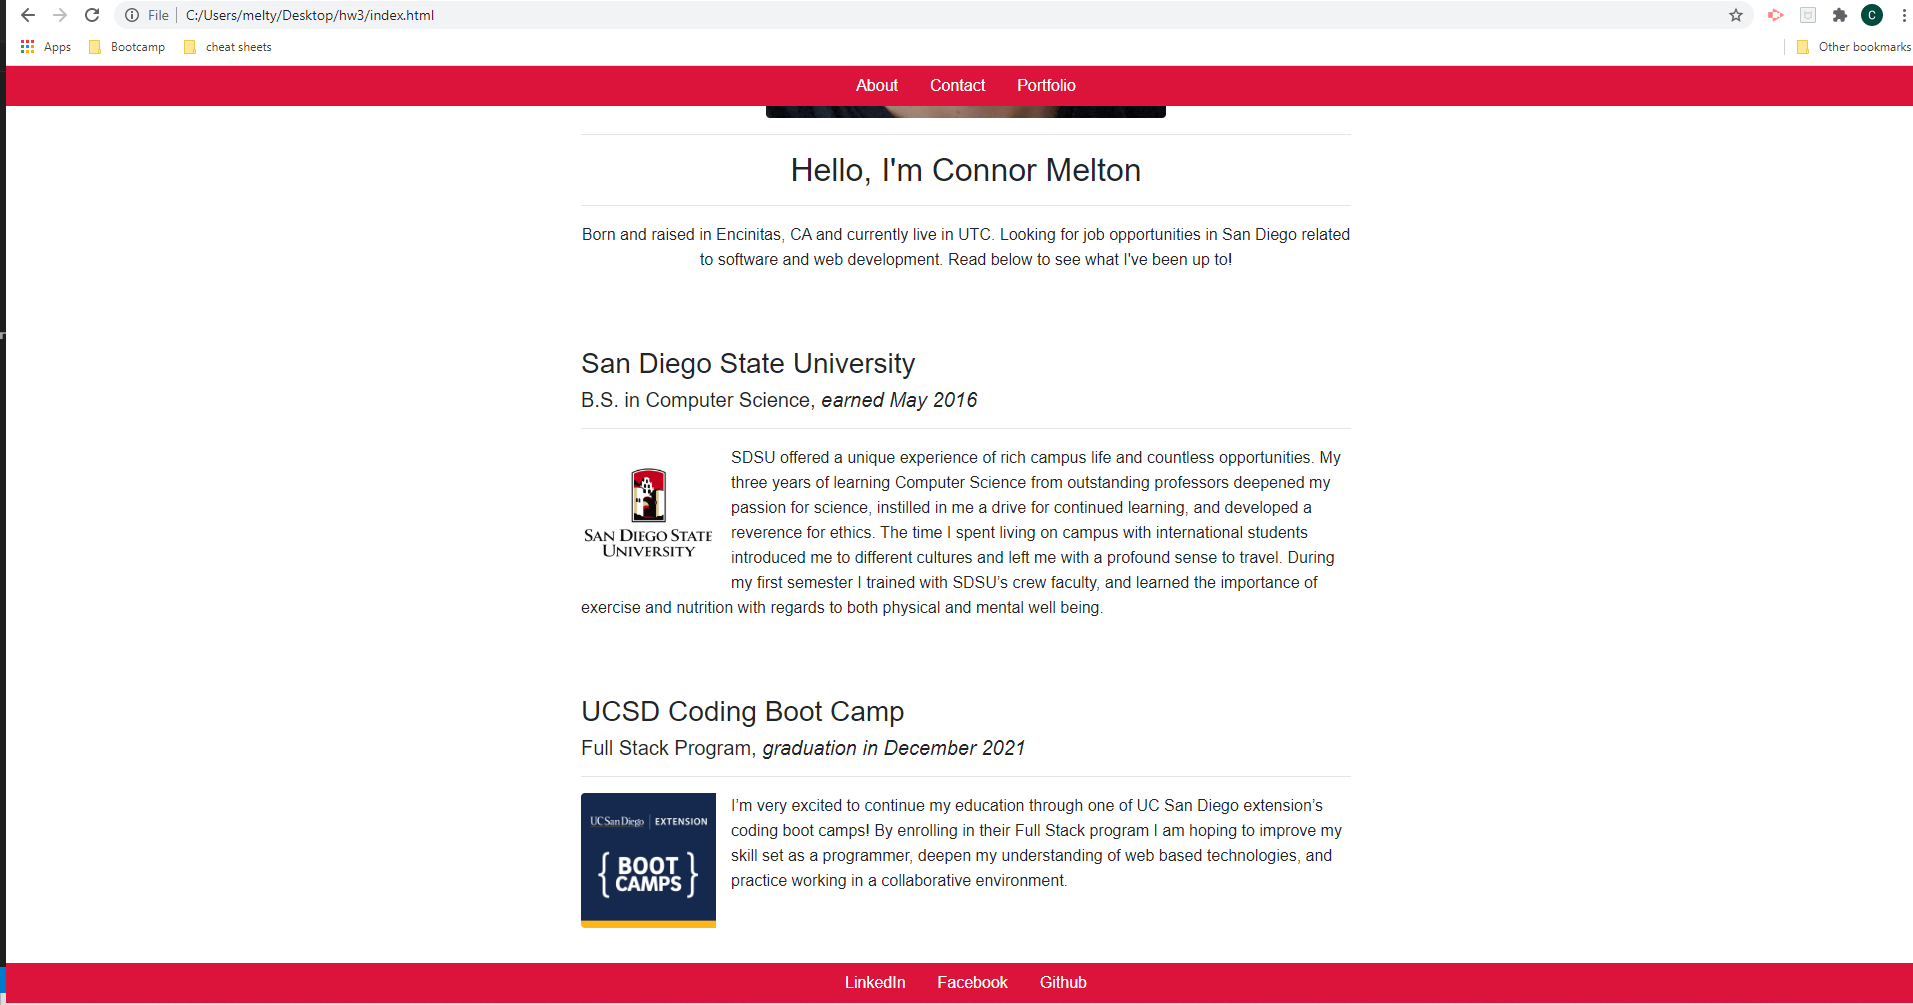 File C:/Users/melty/Desktop/hw3/index.html C
Apps Bootcamp cheat sheets Other bookmarks
About Contact Portfolio
Hello, I'm Connor Melton
Born and raised in Encinitas, CA and currently live in UTC. Looking for job opportunities in San Diego related
to software and web development. Read below to see what I've been up to!
San Diego State University
B.S. in Computer Science, earned May 2016
SAN DIEGO STATE
UNIVERSITY
SDSU offered a unique experience of rich campus life and countless opportunities. My
three years of learning Computer Science from outstanding professors deepened my
passion for science, instilled in me a drive for continued learning, and developed a
reverence for ethics. The time I spent living on campus with international students
introduced me to different cultures and left me with a profound sense to travel. During
my first semester I trained with SDSU’s crew faculty, and learned the importance of
exercise and nutrition with regards to both physical and mental well being.
UCSD Coding Boot Camp
Full Stack Program, graduation in December 2021
UC San Diego | EXTENSION
{ BOOT
CAMPS }
I’m very excited to continue my education through one of UC San Diego extension’s
coding boot camps! By enrolling in their Full Stack program I am hoping to improve my
skill set as a programmer, deepen my understanding of web based technologies, and
practice working in a collaborative environment.
LinkedIn Facebook Github